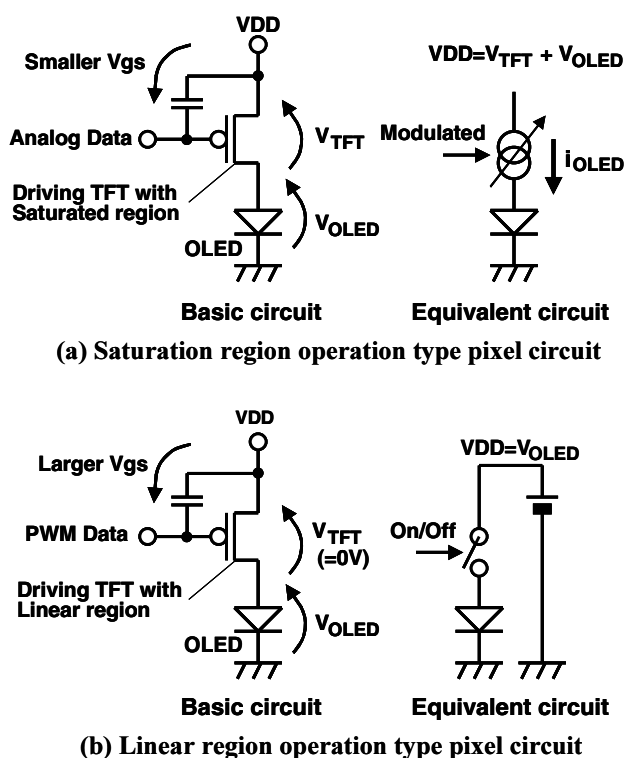 VDD
Smaller Vgs
Analog Data
Driving TFT with
Saturated region
VTFT
VOLED
OLED
Basic circuit
VDD=VTFT + VOLED
Modulated
iOLED
Equivalent circuit
(a) Saturation region operation type pixel circuit
VDD
Larger Vgs
PWM Data
Driving TFT with
Linear region
VTFT
(=0V)
VOLED
OLED
Basic circuit
VDD=VOLED
On/Off
Equivalent circuit
(b) Linear region operation type pixel circuit